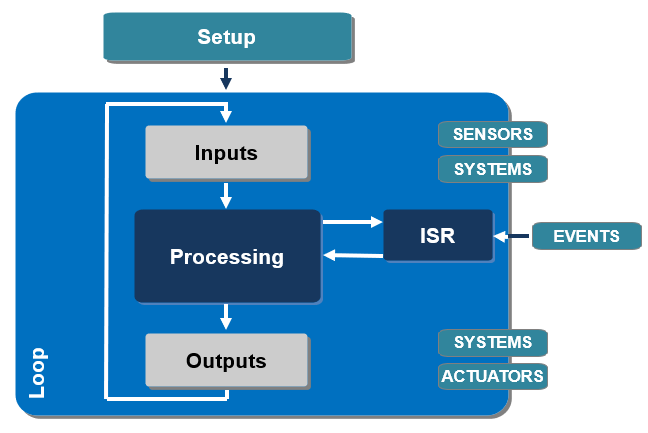 Setup
Inputs
SENSORS
SYSTEMS
Processing
ISR
EVENTS
Outputs
SYSTEMS
ACTUATORS
Loop